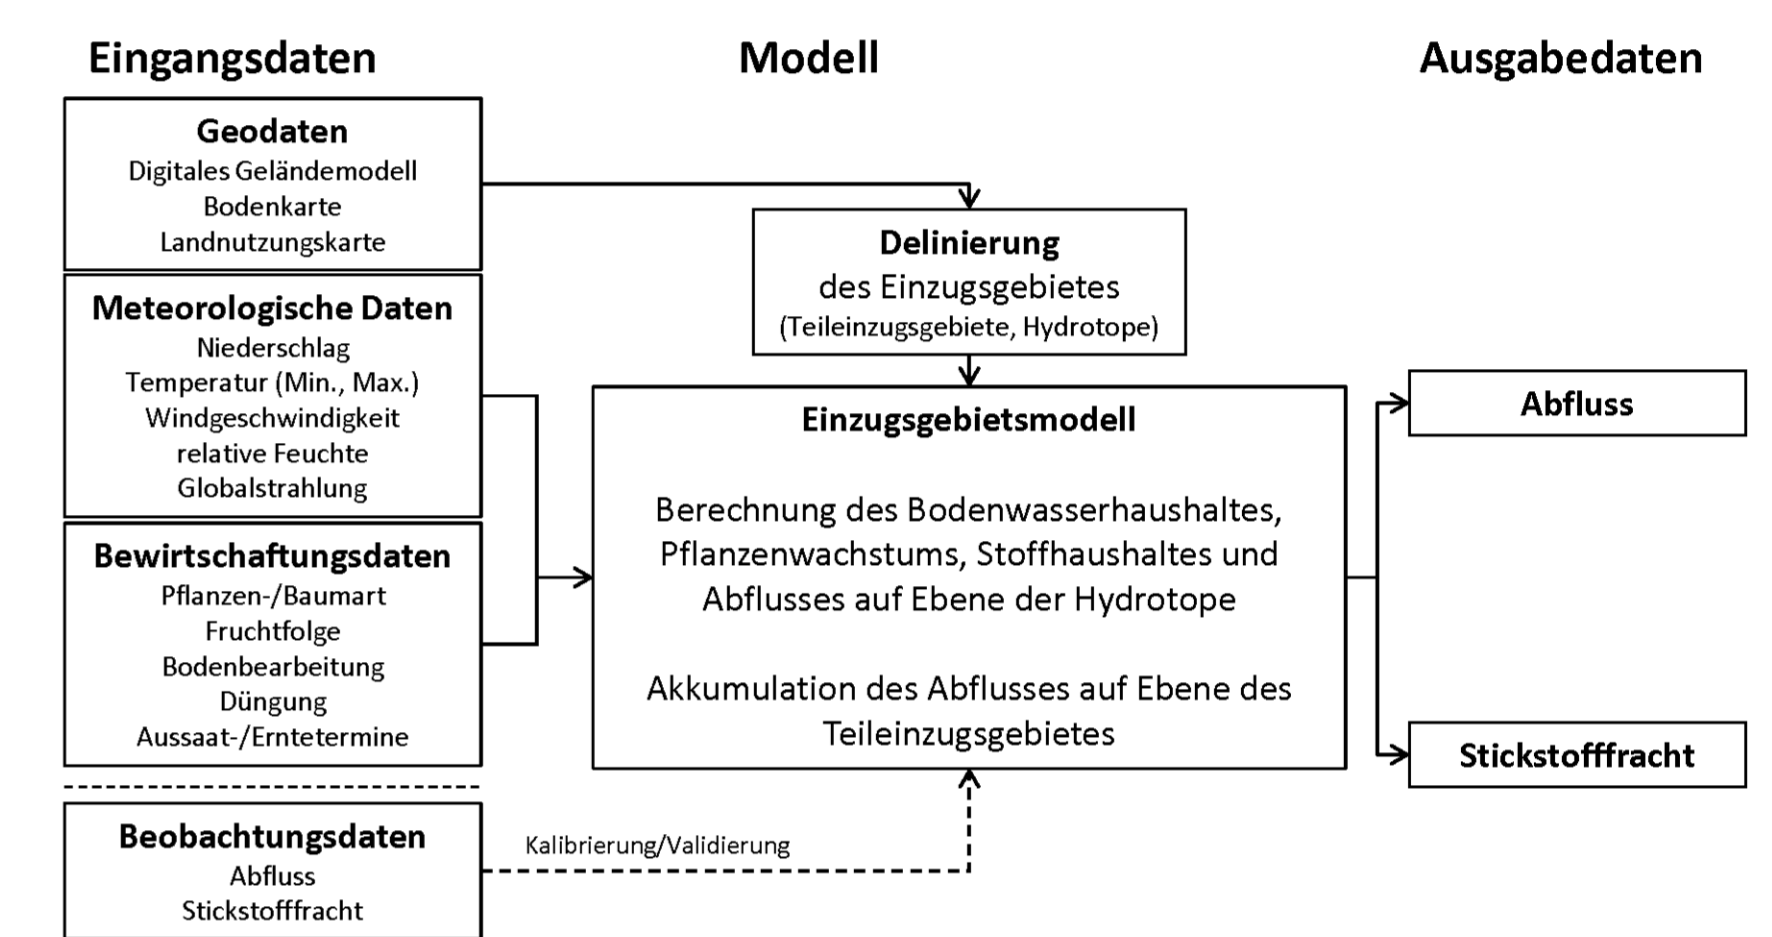 Eingangsdaten
Modell
Ausgabedaten
Geodaten
Digitales Geländemodell
Bodenkarte
Landnutzungskarte
Meteorologische Daten
Niederschlag
Temperatur (Min., Max.)
Windgeschwindigkeit
relative Feuchte
Globalstrahlung
Bewirtschaftungsdaten
Pflanzen-/Baumart
Fruchtfolge
Bodenbearbeitung
Düngung
Aussaat-/Erntetermine
Beobachtungsdaten
Abfluss
Stickstofffracht
Kalibrierung/Validierung
Delinierung
des Einzugsgebietes
(Teileinzugsgebiete, Hydrotope)
Einzugsgebietsmodell
Berechnung des Bodenwasserhaushaltes,
Pflanzenwachstums, Stoffhaushaltes und
Abflusses auf Ebene der Hydrotope
Akkumulation des Abflusses auf Ebene des
Teileinzugsgebietes
Abfluss
Stickstofffracht